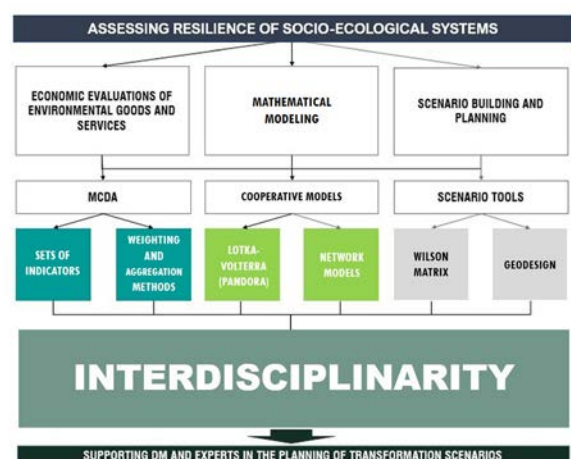 ASSESSING RESILIENCE OF SOCIO-ECOLOGICAL SYSTEMS
ECONOMIC EVALUATIONS OF
ENVIRONMENTAL GOODS AND
SERVICES
MATHEMATICAL
MODELING
SCENARIO BUILDING AND
PLANNING
MCDA
COOPERATIVE MODELS
SCENARIO TOOLS
SETS OF
INDICATORS
WEIGHTING
AND
AGGREGATION
METHODS
LOTKA-
VOLTERRA
(PANDORA)
NETWORK
MODELS
WILSON
MATRIX
GEODESIGN
INTERDISCIPLINARITY
SUPPORTING DM AND EXPERTS IN THE PLANNING OF TRANSFORMATION SCENARIOS